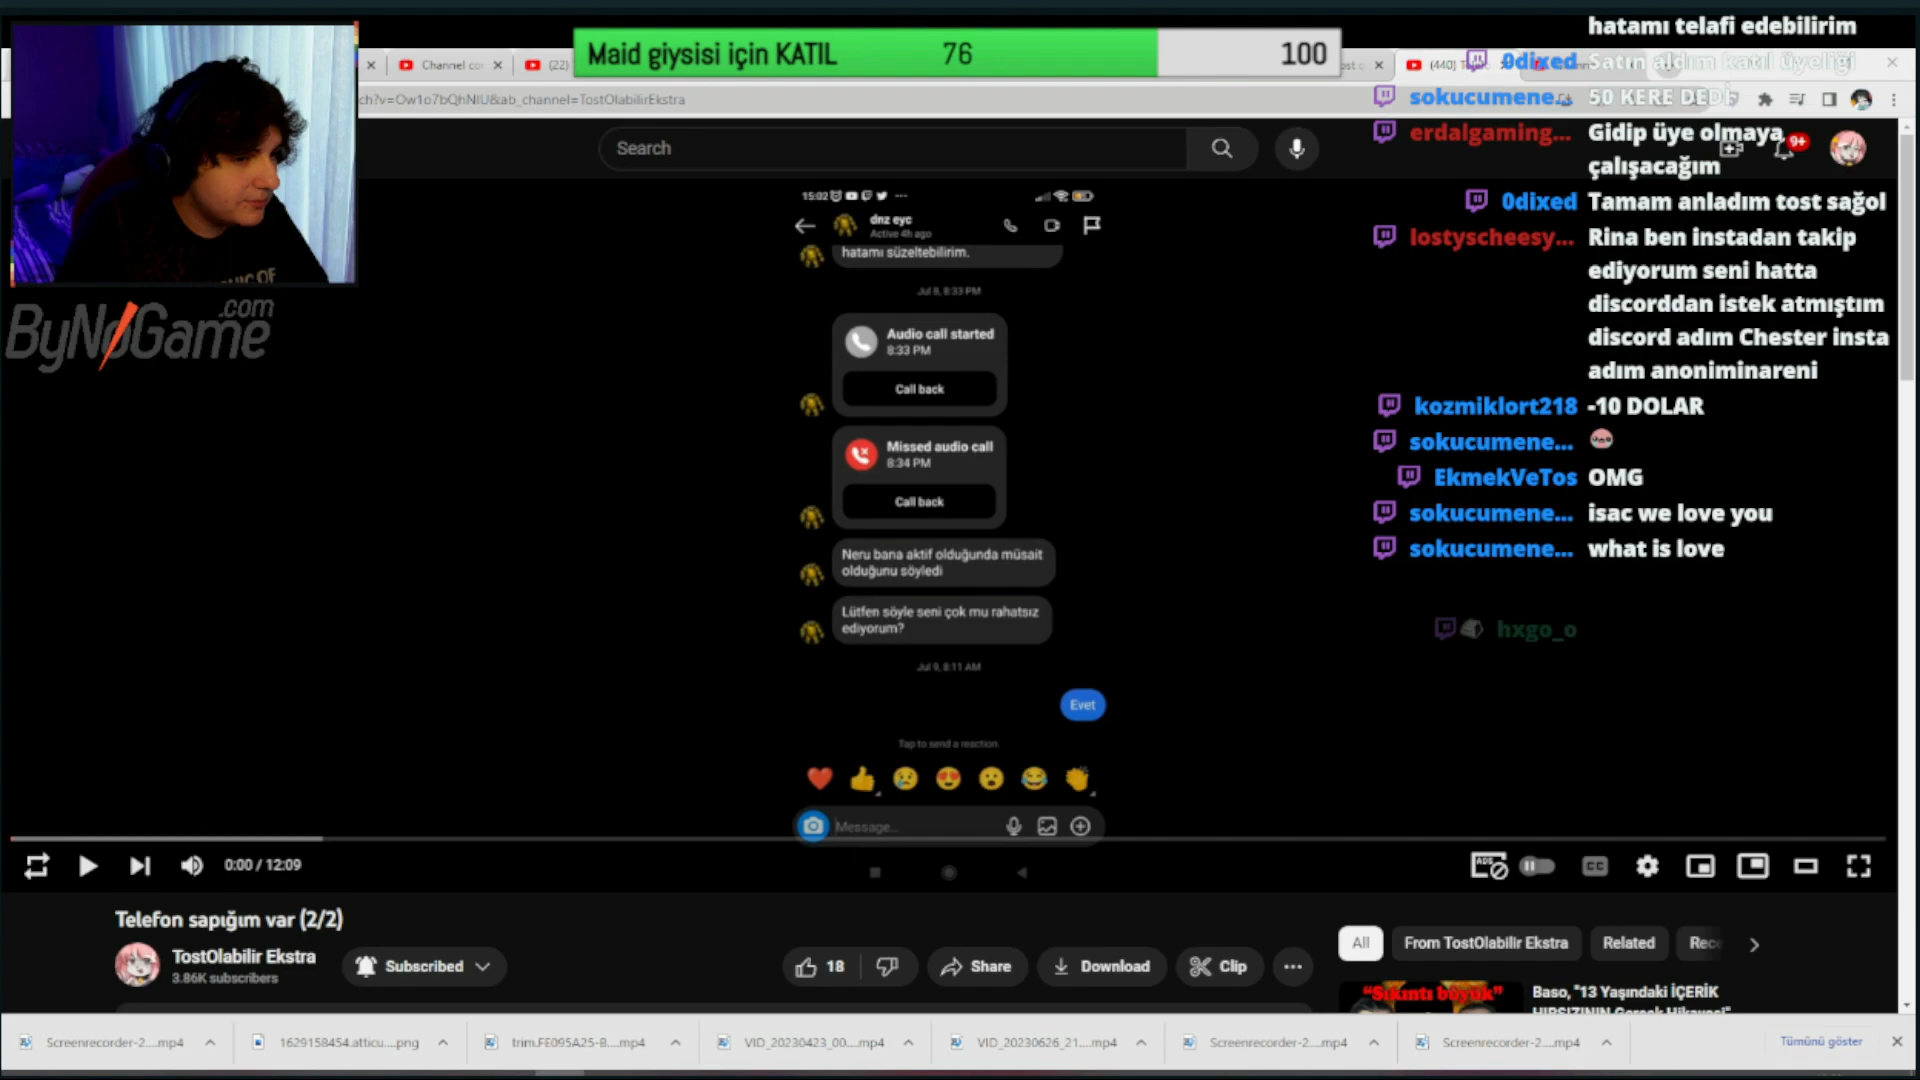 Maid giysisi için KATIL 76 100
hatamı telafi edebilirim
0dixed Satın aldım katıl üyeliği
sokucumene... 50 KERE DEDİ
erdalgaming... Gidip üye olmaya
çalışacağım
0dixed Tamam anladım tost sağol
lostyscheesy... Rina ben instadan takip
ediyorum seni hatta
discorddan istek atmıştım
discord adım Chester insta
adım anoniminareni
kozmiklort218 -10 DOLAR
sokucumene...
EkmekVeTos OMG
sokucumene... isac we love you
sokucumene... what is love
hxgo_o
Channel co
(22)
(440)
ch?v=Ow1o7bQhNIU&ab_channel=TostOlabilirEkstra
Search
9+
ByNoGame
.com
15:02
dnz eyc
Active 4h ago
hatamı süzeltebilirim.
Jul 8, 8:33 PM
Audio call started
8:33 PM
Call back
Missed audio call
8:34 PM
Call back
Neru bana aktif olduğunda müsait
olduğunu söyledi
Lütfen söyle seni çok mu rahatsız
ediyorum?
Jul 9, 8:11 AM
Evet
Tap to send a reaction
Message...
0:00 / 12:09
ADS
CC
Telefon sapığım var (2/2)
TostOlabilir Ekstra
3.86K subscribers
Subscribed
18
Share
Download
Clip
All
From TostOlabilir Ekstra
Related
Rece
"Sıkıntı büyük"
Baso, "13 Yaşındaki İÇERİK
HIRSIZININ Gerçek Hikayesi"
Screenrecorder-2....mp4
1629158454.atticu....png
trim.FE095A25-B....mp4
VID_20230423_00....mp4
VID_20230626_21....mp4
Screenrecorder-2....mp4
Screenrecorder-2....mp4
Tümünü göster